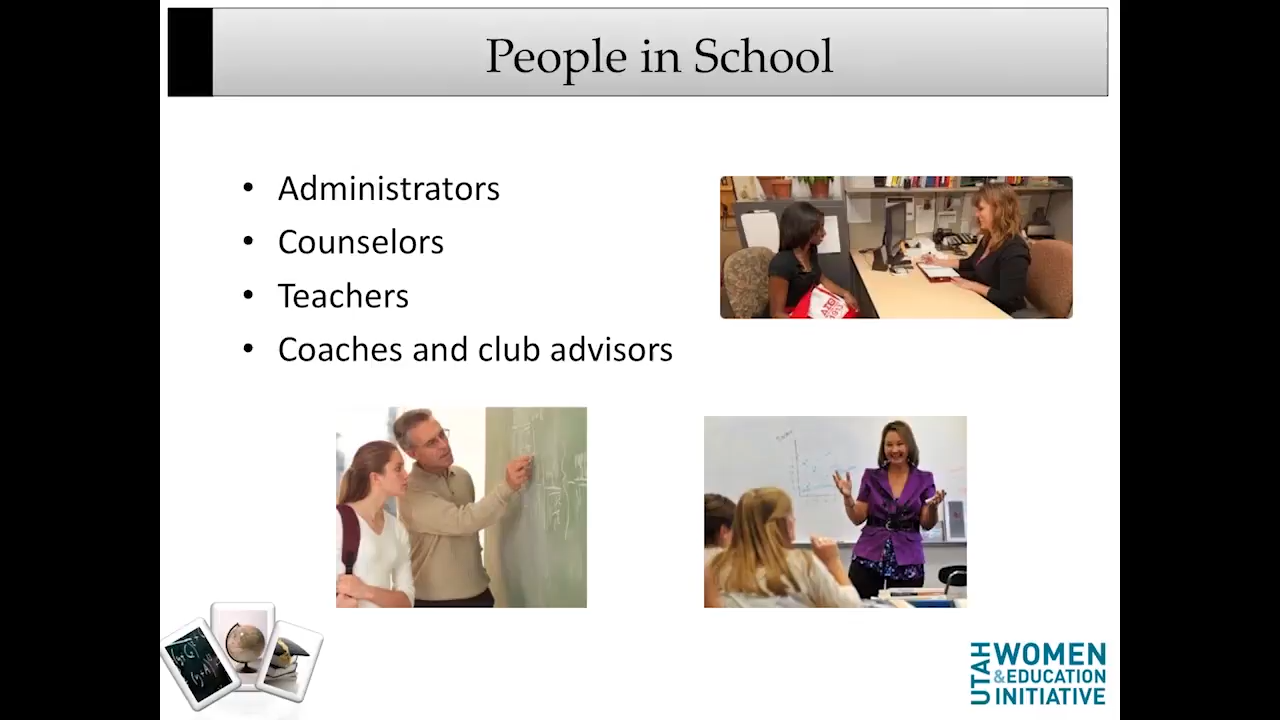 People in School
• Administrators
• Counselors
• Teachers
• Coaches and club advisors
UTAH
WOMEN
&EDUCATION
INITIATIVE